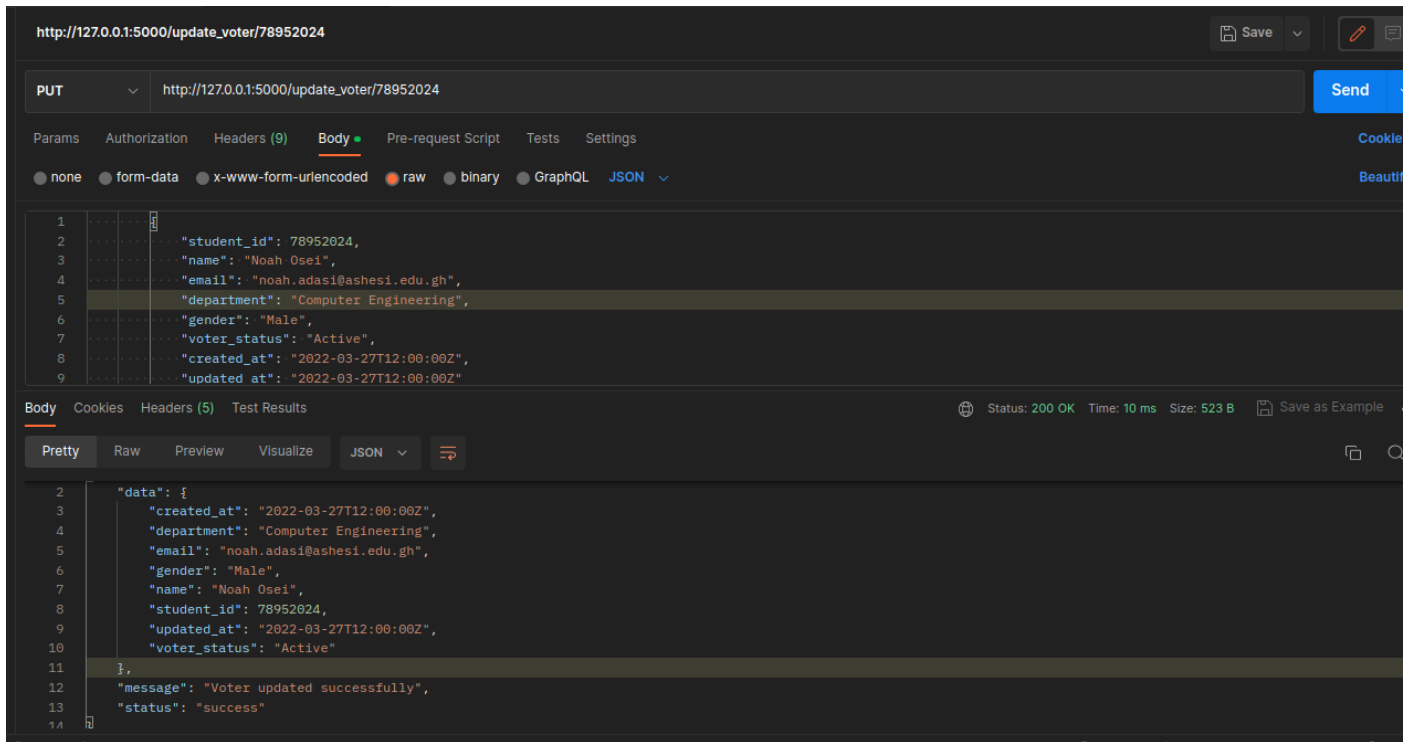 http://127.0.0.1:5000/update_voter/78952024 Save
PUT http://127.0.0.1:5000/update_voter/78952024 Send
Params Authorization Headers (9) Body Pre-request Script Tests Settings Cookie
none form-data x-www-form-urlencoded raw binary GraphQL JSON Beautif
1 {
2 "student_id": 78952024,
3 "name": "Noah Osei",
4 "email": "noah.adasi@ashesi.edu.gh",
5 "department": "Computer Engineering",
6 "gender": "Male",
7 "voter_status": "Active",
8 "created_at": "2022-03-27T12:00:00Z",
9 "updated_at": "2022-03-27T12:00:00Z"
Body Cookies Headers (5) Test Results Status: 200 OK Time: 10 ms Size: 523 B Save as Example
Pretty Raw Preview Visualize JSON
2 "data": {
3 "created_at": "2022-03-27T12:00:00Z",
4 "department": "Computer Engineering",
5 "email": "noah.adasi@ashesi.edu.gh",
6 "gender": "Male",
7 "name": "Noah Osei",
8 "student_id": 78952024,
9 "updated_at": "2022-03-27T12:00:00Z",
10 "voter_status": "Active"
11 },
12 "message": "Voter updated successfully",
13 "status": "success"
14 }